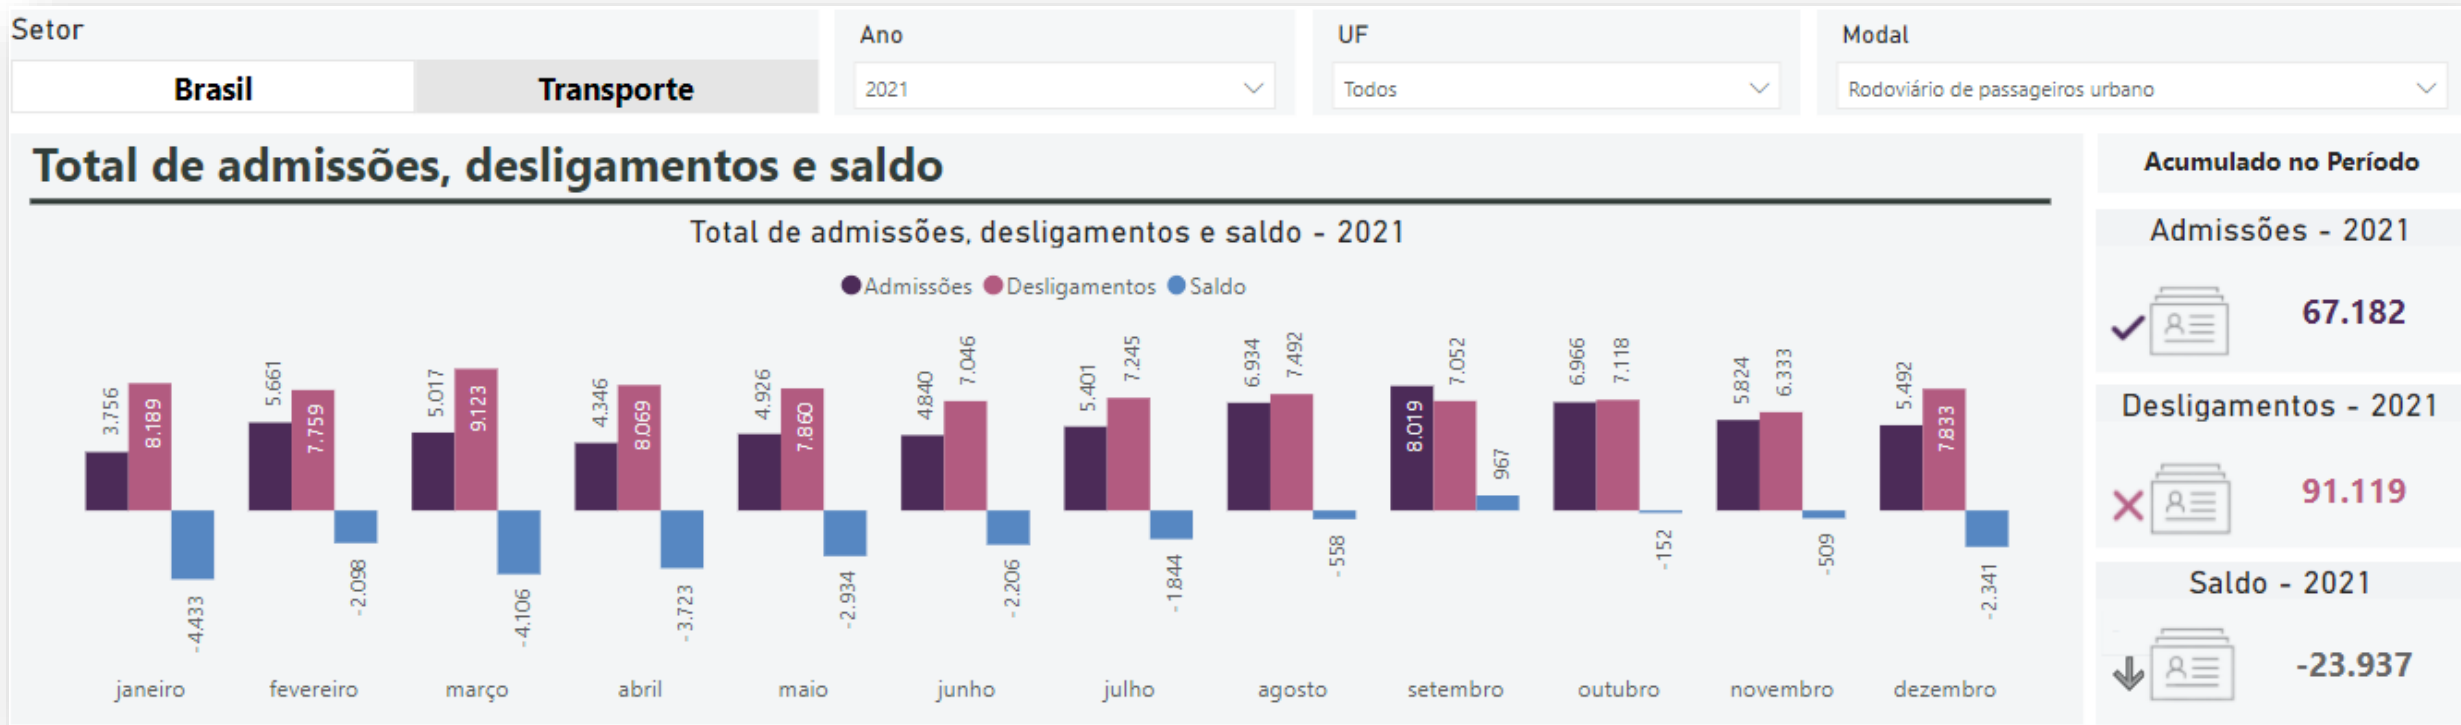 Setor
Brasil
Transporte
Ano
2021
UF
Todos
Modal
Rodoviário de passageiros urbano
Total de admissões, desligamentos e saldo
Total de admissões, desligamentos e saldo - 2021
Admissões Desligamentos Saldo
3.756 8.189 -4.433
5.661 7.759 -2.098
5.017 9.123 -4.106
4.346 8.069 -3.723
4.926 7.860 -2.934
4.840 7.046 -2.206
5.401 7.245 -1.844
6.934 7.492 -558
8.019 7.052 967
6.966 7.118 -152
5.824 6.333 -509
5.492 7.833 -2.341
janeiro fevereiro março abril maio junho julho agosto setembro outubro novembro dezembro
Acumulado no Período
Admissões - 2021
67.182
Desligamentos - 2021
91.119
Saldo - 2021
-23.937